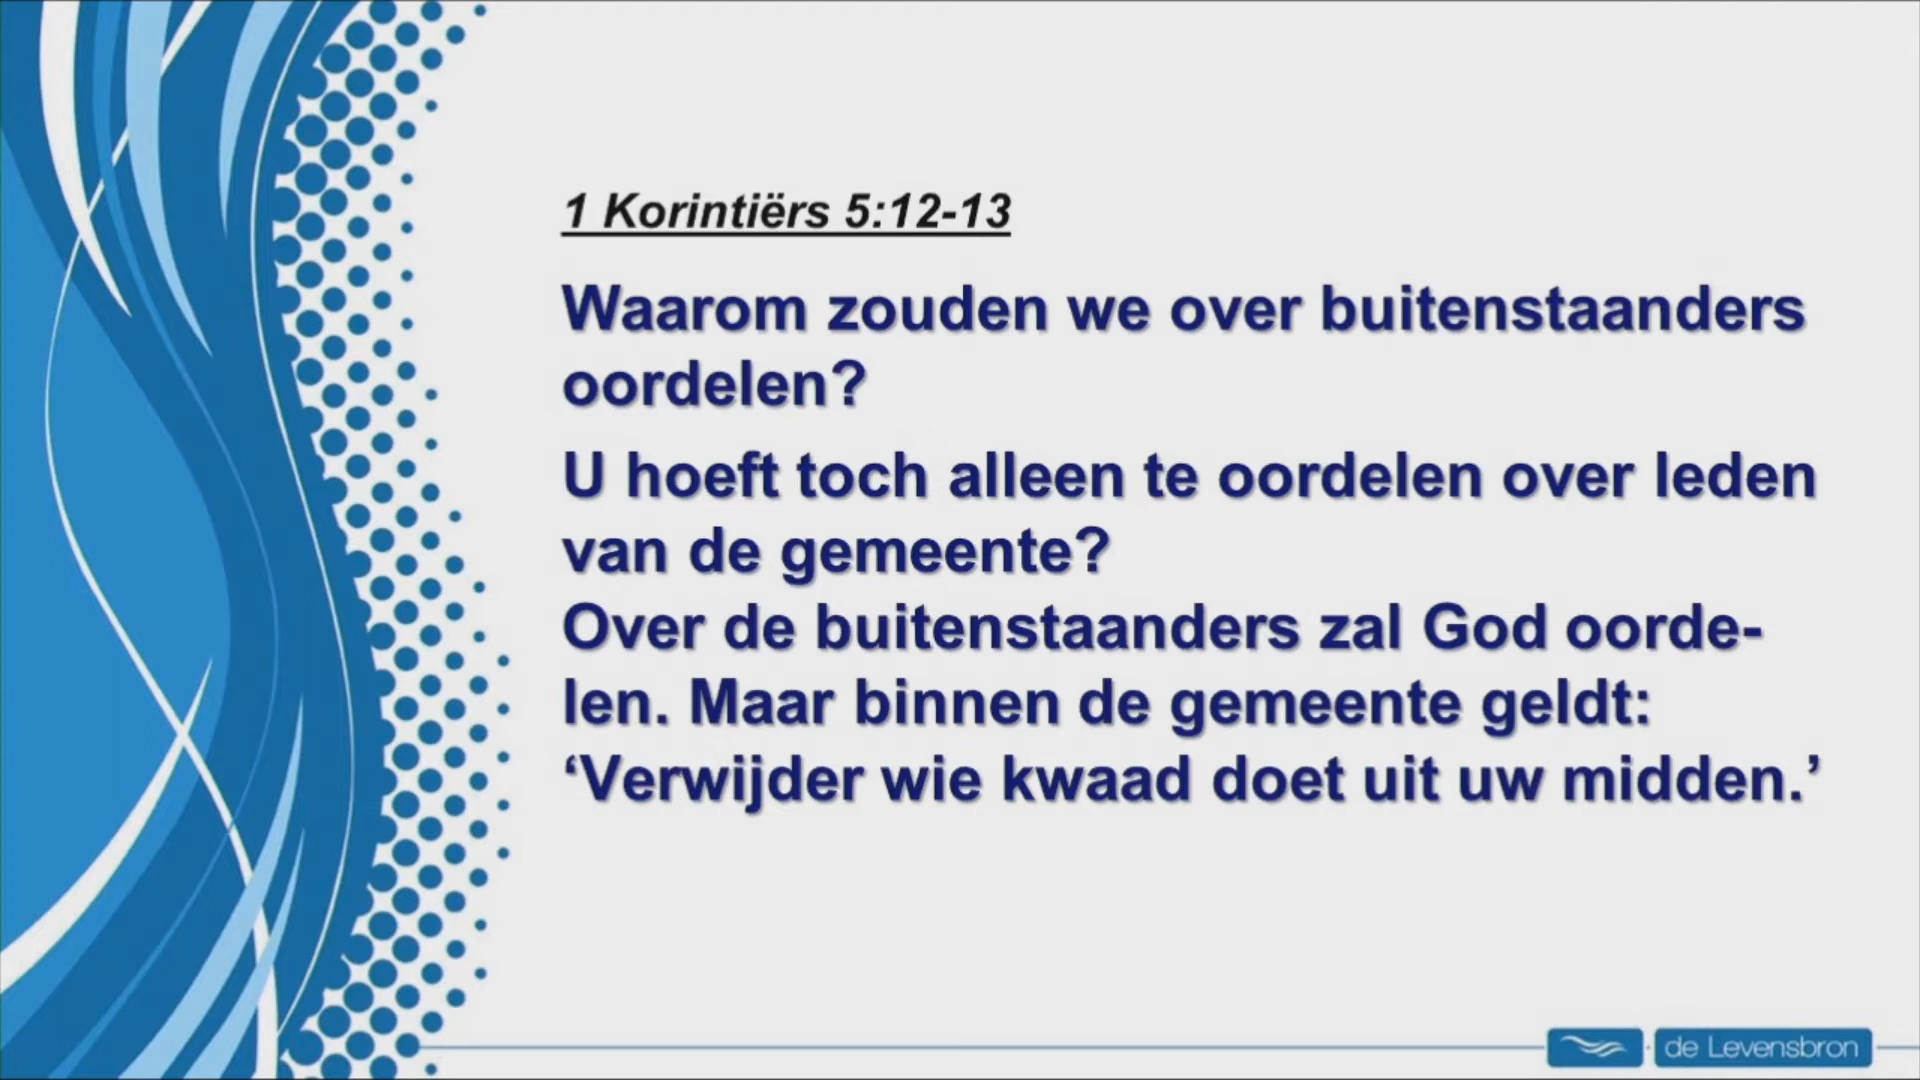 1 Korintiërs 5:12-13
Waarom zouden we over buitenstaanders
oordelen?
U hoeft toch alleen te oordelen over leden
van de gemeente?
Over de buitenstaanders zal God oorde-
len. Maar binnen de gemeente geldt:
‘Verwijder wie kwaad doet uit uw midden.’
de Levensbron